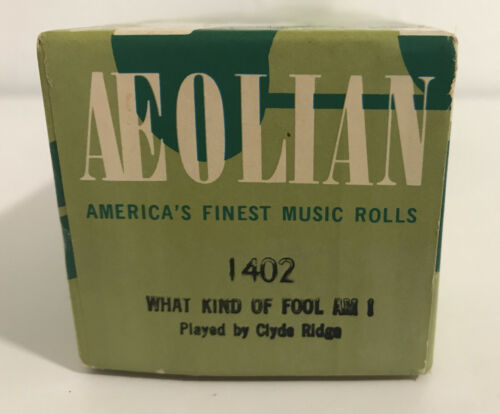 AEOLIAN
AMERICA'S FINEST MUSIC ROLLS
1402
WHAT KIND OF FOOL AM I
Played by Clyde Ridge